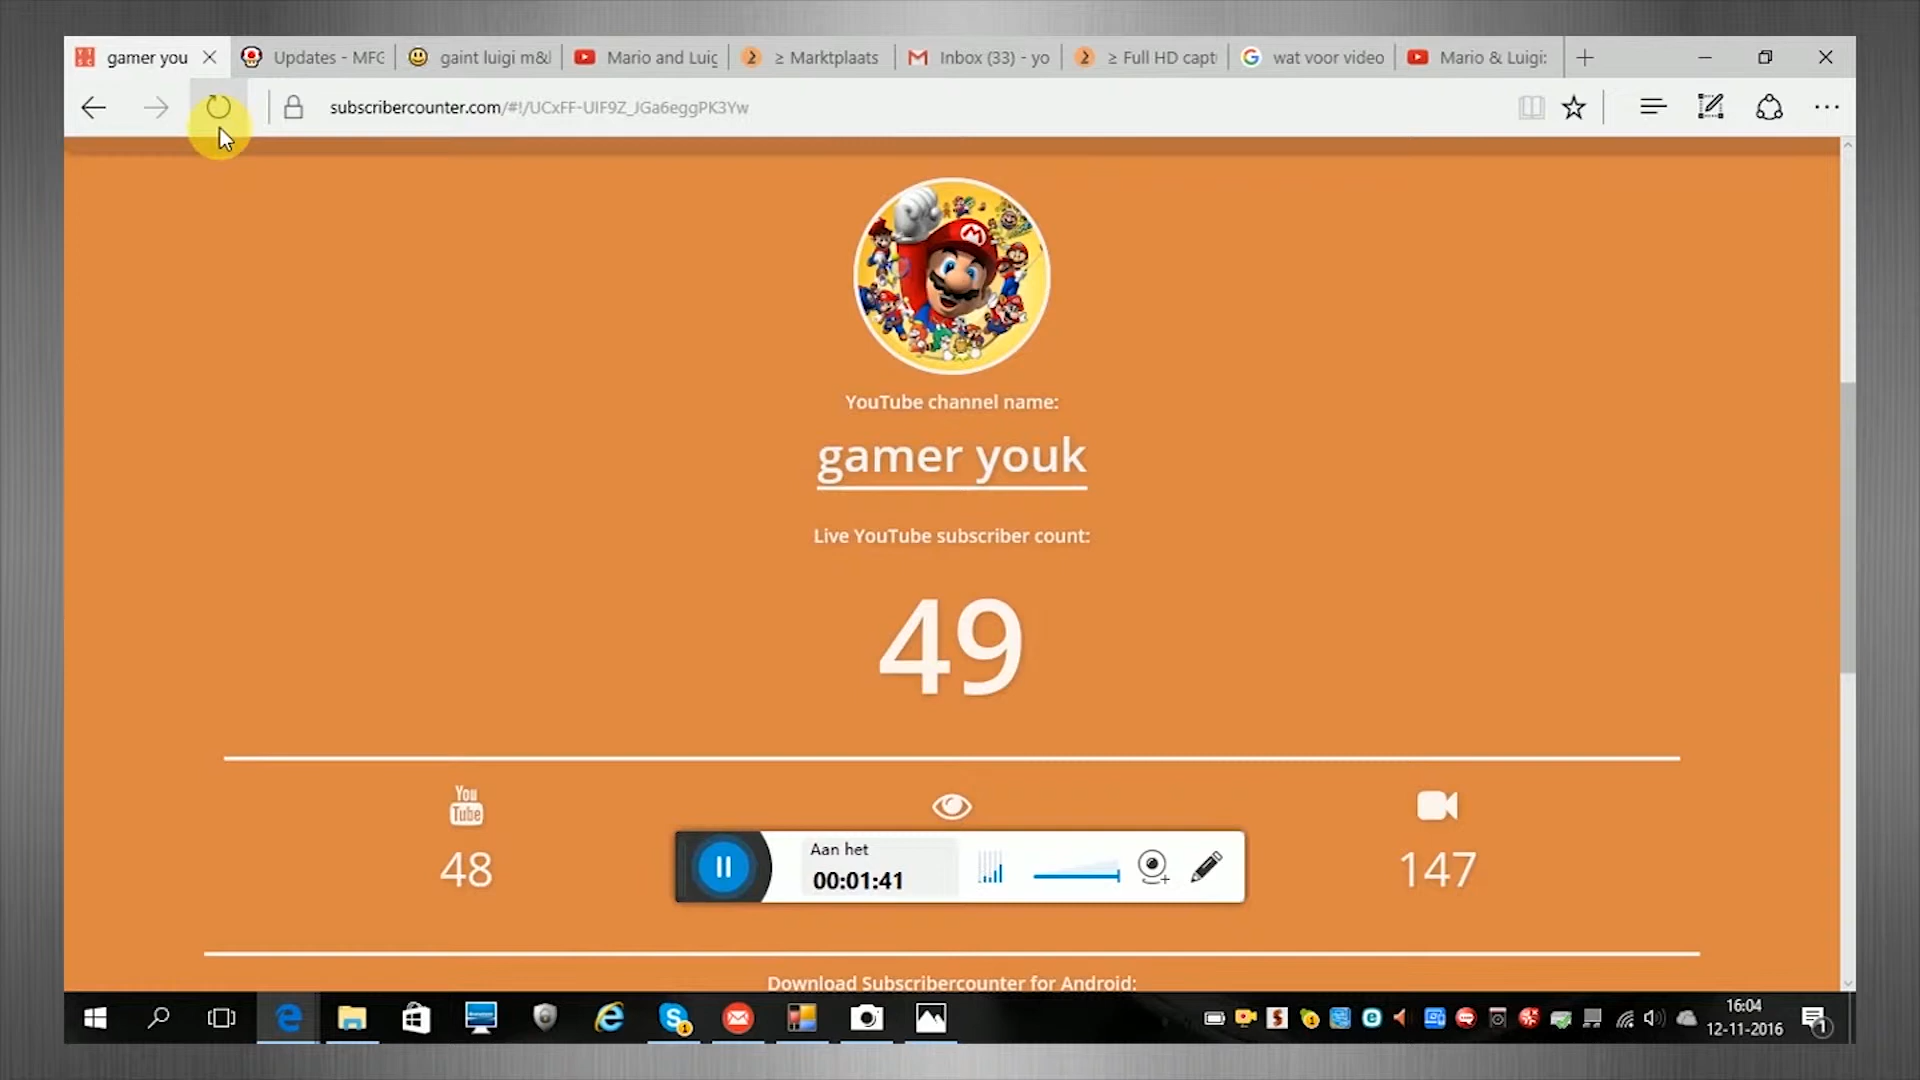 gamer you
Updates - MFG
gaint luigi m&l
Mario and Luig
≥ Marktplaats
Inbox (33) - yo
≥ Full HD capt
wat voor video
Mario & Luigi:
subscribercounter.com/#!/UCxFF-UIF9Z_JGa6eggPK3Yw
YouTube channel name:
gamer youk
Live YouTube subscriber count:
49
You
Tube
48
147
Aan het
00:01:41
Download Subscribercounter for Android:
16:04
12-11-2016